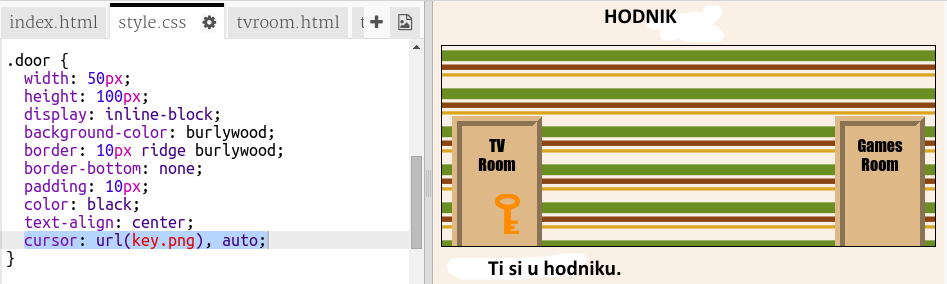 index.html style.css tvroom.html t
.door {
width: 50px;
height: 100px;
display: inline-block;
background-color: burlywood;
border: 10px ridge burlywood;
border-bottom: none;
padding: 10px;
color: black;
text-align: center;
cursor: url(key.png), auto;
}
HODNIK
TV
Room
Games
Room
Ti si u hodniku.